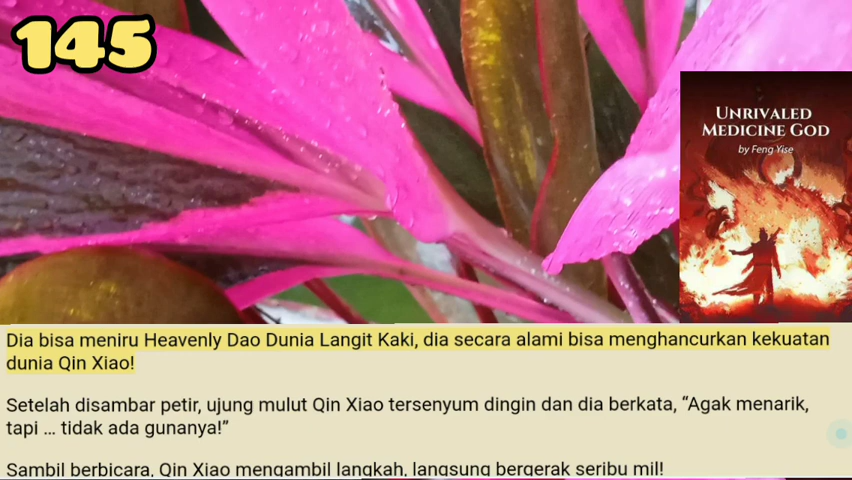 145
UNRIVALED
MEDICINE GOD
by Feng Yise
Dia bisa meniru Heavenly Dao Dunia Langit Kaki, dia secara alami bisa menghancurkan kekuatan
dunia Qin Xiao!
Setelah disambar petir, ujung mulut Qin Xiao tersenyum dingin dan dia berkata, “Agak menarik,
tapi ... tidak ada gunanya!”
Sambil berbicara, Qin Xiao mengambil langkah, langsung bergerak seribu mil!